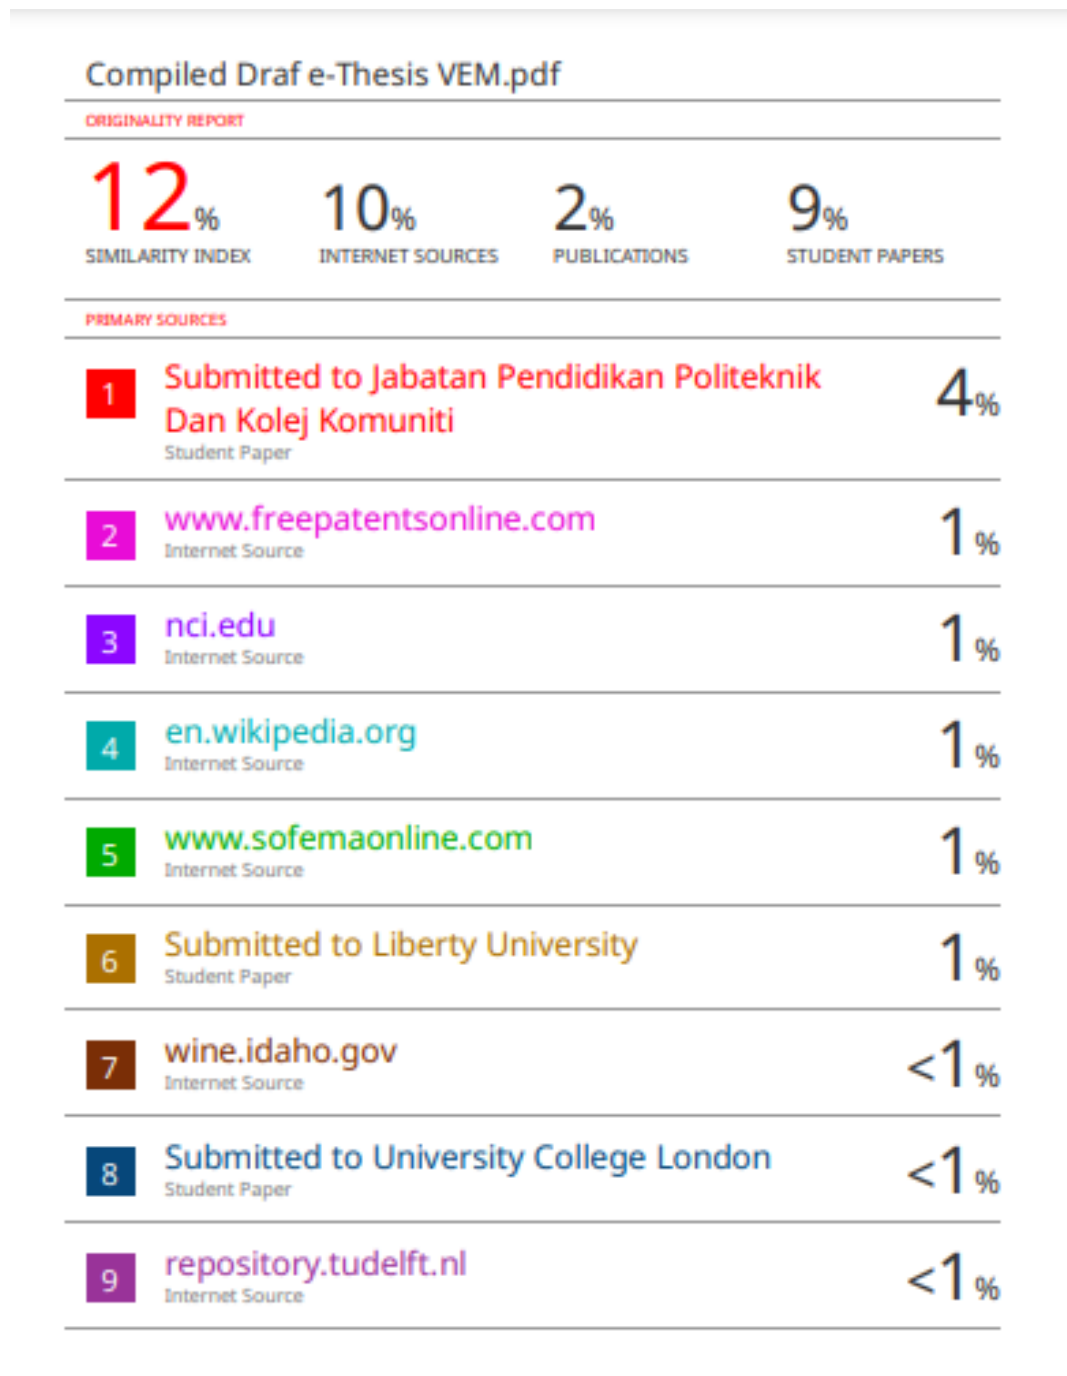 Compiled Draf e-Thesis VEM.pdf
ORIGINALITY REPORT
12% 10% 2% 9%
SIMILARITY INDEX INTERNET SOURCES PUBLICATIONS STUDENT PAPERS
PRIMARY SOURCES
1 Submitted to Jabatan Pendidikan Politeknik 4%
Dan Kolej Komuniti
Student Paper
2 www.freepatentsonline.com 1%
Internet Source
3 nci.edu 1%
Internet Source
4 en.wikipedia.org 1%
Internet Source
5 www.sofemaonline.com 1%
Internet Source
6 Submitted to Liberty University 1%
Student Paper
7 wine.idaho.gov <1%
Internet Source
8 Submitted to University College London <1%
Student Paper
9 repository.tudelft.nl <1%
Internet Source